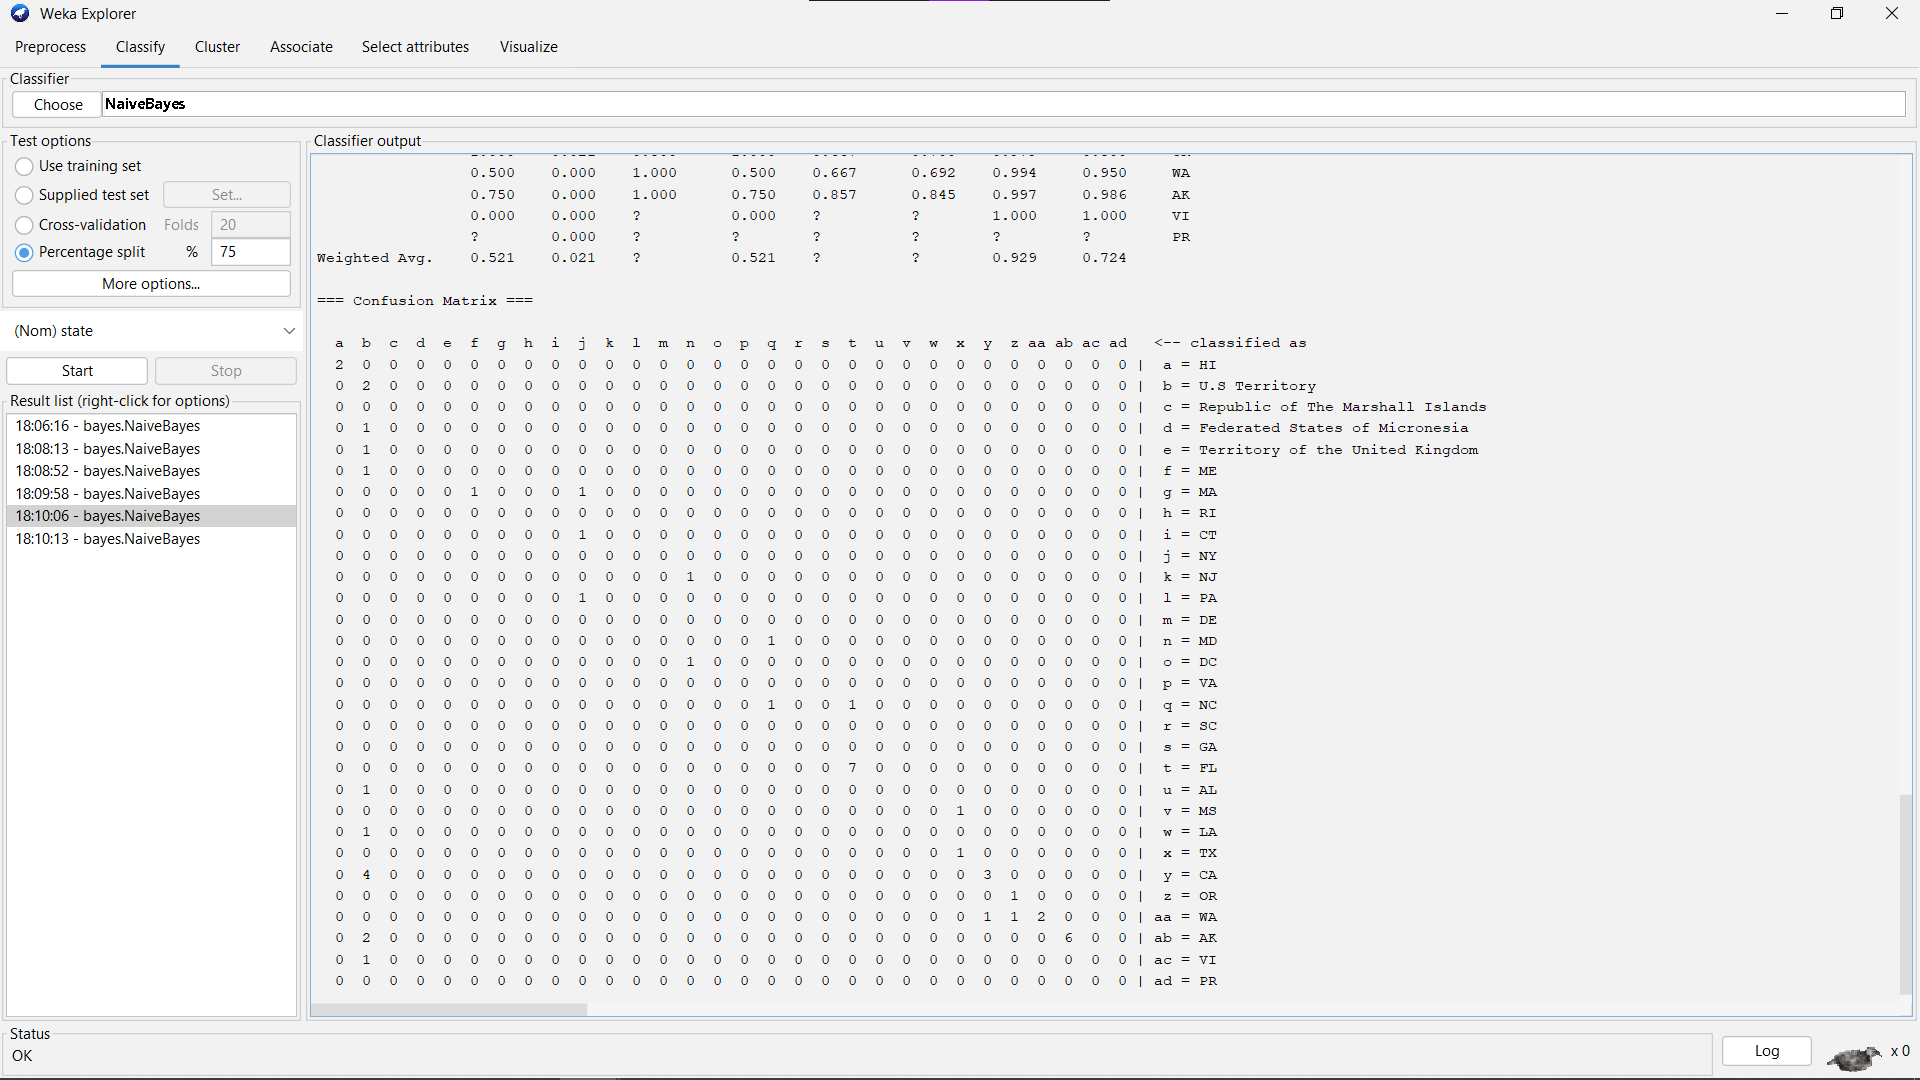 Weka Explorer
Preprocess Classify Cluster Associate Select attributes Visualize
Classifier
Choose NaiveBayes
Test options
Use training set
Supplied test set Set...
Cross-validation Folds 20
Percentage split % 75
More options...
(Nom) state
Start Stop
Result list (right-click for options)
18:06:16 - bayes.NaiveBayes
18:08:13 - bayes.NaiveBayes
18:08:52 - bayes.NaiveBayes
18:09:58 - bayes.NaiveBayes
18:10:06 - bayes.NaiveBayes
18:10:13 - bayes.NaiveBayes
Classifier output
0.500 0.000 1.000 0.500 0.667 0.692 0.994 0.950 WA
0.750 0.000 1.000 0.750 0.857 0.845 0.997 0.986 AK
0.000 0.000 ? 0.000 ? ? 1.000 1.000 VI
? 0.000 ? ? ? ? ? ? PR
Weighted Avg. 0.521 0.021 ? 0.521 ? ? 0.929 0.724
=== Confusion Matrix ===
a b c d e f g h i j k l m n o p q r s t u v w x y z aa ab ac ad <-- classified as
2 0 0 0 0 0 0 0 0 0 0 0 0 0 0 0 0 0 0 0 0 0 0 0 0 0 0 0 0 0 | a = HI
0 2 0 0 0 0 0 0 0 0 0 0 0 0 0 0 0 0 0 0 0 0 0 0 0 0 0 0 0 0 | b = U.S Territory
0 0 0 0 0 0 0 0 0 0 0 0 0 0 0 0 0 0 0 0 0 0 0 0 0 0 0 0 0 0 | c = Republic of The Marshall Islands
0 1 0 0 0 0 0 0 0 0 0 0 0 0 0 0 0 0 0 0 0 0 0 0 0 0 0 0 0 0 | d = Federated States of Micronesia
0 1 0 0 0 0 0 0 0 0 0 0 0 0 0 0 0 0 0 0 0 0 0 0 0 0 0 0 0 0 | e = Territory of the United Kingdom
0 1 0 0 0 0 0 0 0 0 0 0 0 0 0 0 0 0 0 0 0 0 0 0 0 0 0 0 0 0 | f = ME
0 0 0 0 0 1 0 0 0 1 0 0 0 0 0 0 0 0 0 0 0 0 0 0 0 0 0 0 0 0 | g = MA
0 0 0 0 0 0 0 0 0 0 0 0 0 0 0 0 0 0 0 0 0 0 0 0 0 0 0 0 0 0 | h = RI
0 0 0 0 0 0 0 0 0 1 0 0 0 0 0 0 0 0 0 0 0 0 0 0 0 0 0 0 0 0 | i = CT
0 0 0 0 0 0 0 0 0 0 0 0 0 0 0 0 0 0 0 0 0 0 0 0 0 0 0 0 0 0 | j = NY
0 0 0 0 0 0 0 0 0 0 0 0 0 1 0 0 0 0 0 0 0 0 0 0 0 0 0 0 0 0 | k = NJ
0 0 0 0 0 0 0 0 0 1 0 0 0 0 0 0 0 0 0 0 0 0 0 0 0 0 0 0 0 0 | l = PA
0 0 0 0 0 0 0 0 0 0 0 0 0 0 0 0 0 0 0 0 0 0 0 0 0 0 0 0 0 0 | m = DE
0 0 0 0 0 0 0 0 0 0 0 0 0 0 0 0 1 0 0 0 0 0 0 0 0 0 0 0 0 0 | n = MD
0 0 0 0 0 0 0 0 0 0 0 0 0 1 0 0 0 0 0 0 0 0 0 0 0 0 0 0 0 0 | o = DC
0 0 0 0 0 0 0 0 0 0 0 0 0 0 0 0 0 0 0 0 0 0 0 0 0 0 0 0 0 0 | p = VA
0 0 0 0 0 0 0 0 0 0 0 0 0 0 0 0 1 0 0 1 0 0 0 0 0 0 0 0 0 0 | q = NC
0 0 0 0 0 0 0 0 0 0 0 0 0 0 0 0 0 0 0 0 0 0 0 0 0 0 0 0 0 0 | r = SC
0 0 0 0 0 0 0 0 0 0 0 0 0 0 0 0 0 0 0 0 0 0 0 0 0 0 0 0 0 0 | s = GA
0 0 0 0 0 0 0 0 0 0 0 0 0 0 0 0 0 0 0 7 0 0 0 0 0 0 0 0 0 0 | t = FL
0 1 0 0 0 0 0 0 0 0 0 0 0 0 0 0 0 0 0 0 0 0 0 0 0 0 0 0 0 0 | u = AL
0 0 0 0 0 0 0 0 0 0 0 0 0 0 0 0 0 0 0 0 0 0 0 1 0 0 0 0 0 0 | v = MS
0 1 0 0 0 0 0 0 0 0 0 0 0 0 0 0 0 0 0 0 0 0 0 0 0 0 0 0 0 0 | w = LA
0 0 0 0 0 0 0 0 0 0 0 0 0 0 0 0 0 0 0 0 0 0 0 1 0 0 0 0 0 0 | x = TX
0 4 0 0 0 0 0 0 0 0 0 0 0 0 0 0 0 0 0 0 0 0 0 0 3 0 0 0 0 0 | y = CA
0 0 0 0 0 0 0 0 0 0 0 0 0 0 0 0 0 0 0 0 0 0 0 0 0 1 0 0 0 0 | z = OR
0 0 0 0 0 0 0 0 0 0 0 0 0 0 0 0 0 0 0 0 0 0 0 0 1 1 2 0 0 0 | aa = WA
0 2 0 0 0 0 0 0 0 0 0 0 0 0 0 0 0 0 0 0 0 0 0 0 0 0 0 6 0 0 | ab = AK
0 1 0 0 0 0 0 0 0 0 0 0 0 0 0 0 0 0 0 0 0 0 0 0 0 0 0 0 0 0 | ac = VI
0 0 0 0 0 0 0 0 0 0 0 0 0 0 0 0 0 0 0 0 0 0 0 0 0 0 0 0 0 0 | ad = PR
Status
OK
Log x 0